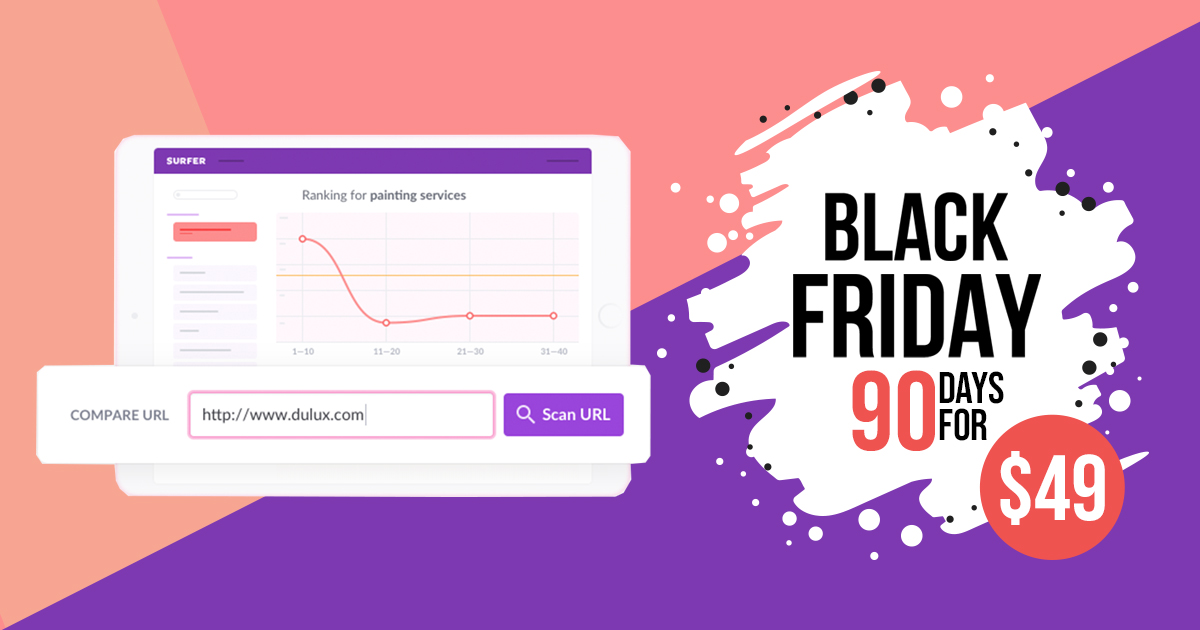 SURFER
Ranking for painting services
1–10 11–20 21–30 31–40
COMPARE URL http://www.dulux.com Scan URL
BLACK
FRIDAY
90 DAYS
FOR
$49